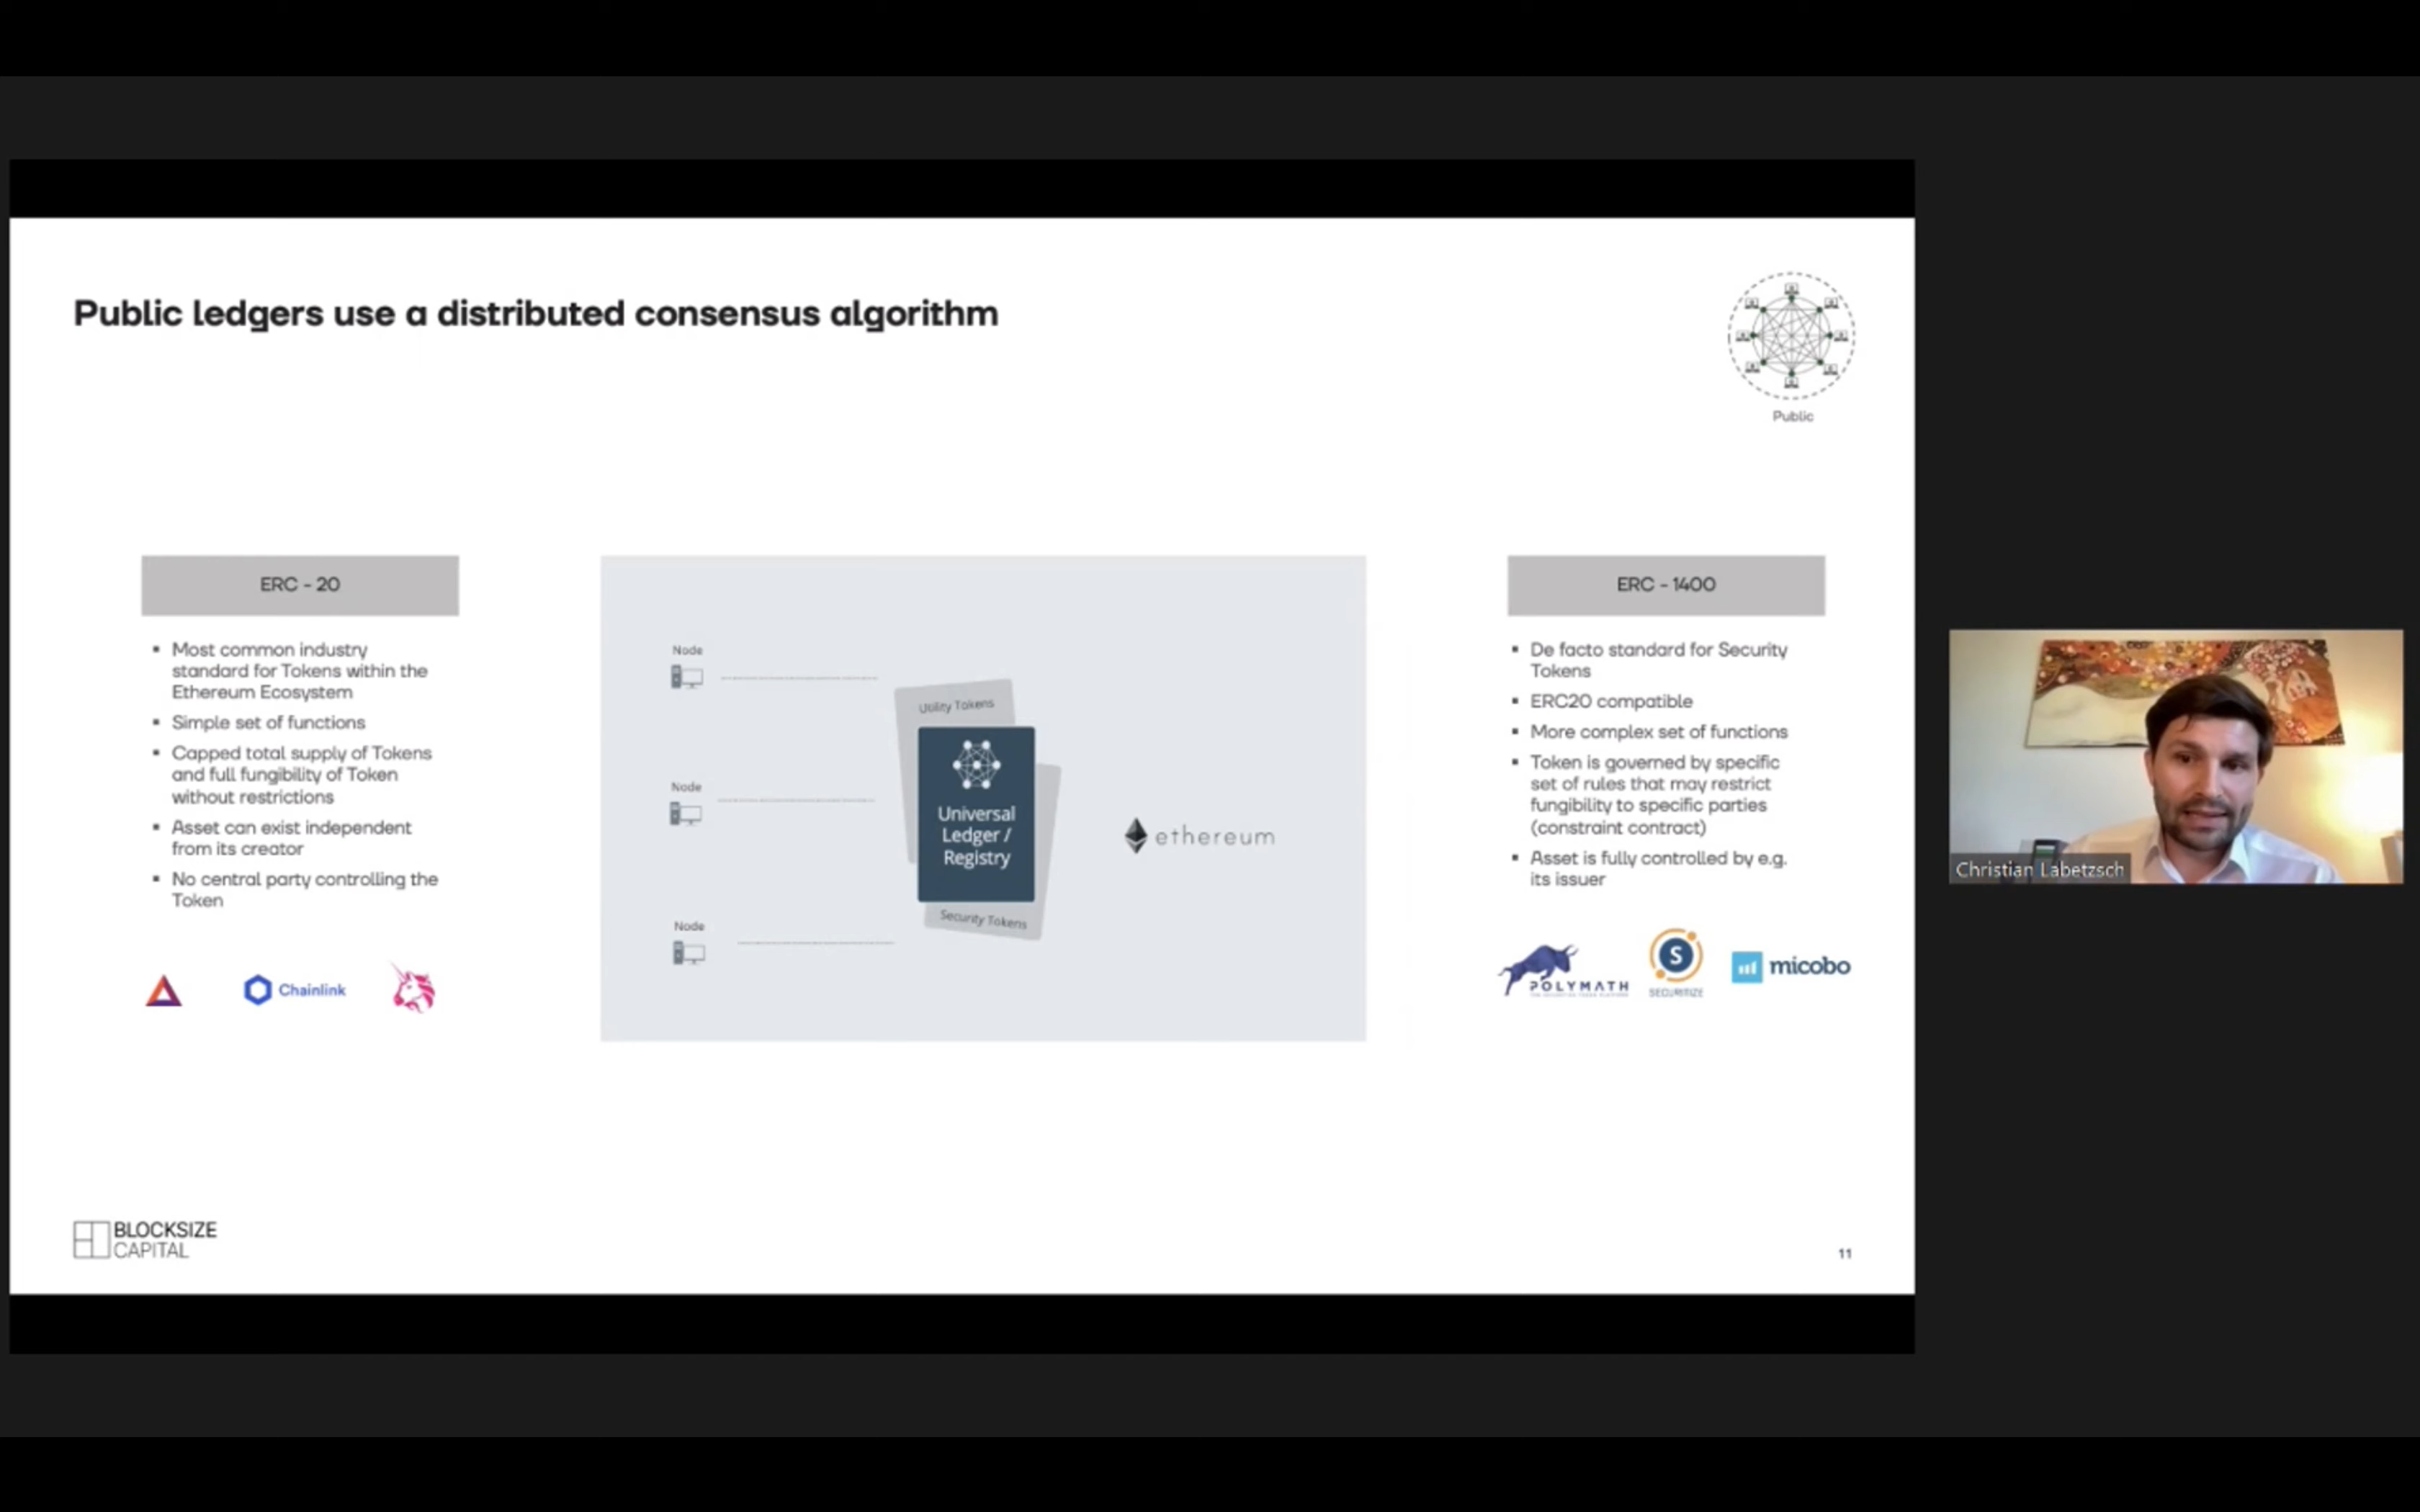 Public ledgers use a distributed consensus algorithm
Public
ERC - 20
▪ Most common industry
standard for Tokens within the
Ethereum Ecosystem
▪ Simple set of functions
▪ Capped total supply of Tokens
and full fungibility of Token
without restrictions
▪ Asset can exist independent
from its creator
▪ No central party controlling the
Token
Chainlink
Node
Node
Node
Utility Tokens
Universal
Ledger /
Registry
Security Tokens
ethereum
ERC - 1400
▪ De facto standard for Security
Tokens
▪ ERC20 compatible
▪ More complex set of functions
▪ Token is governed by specific
set of rules that may restrict
fungibility to specific parties
(constraint contract)
▪ Asset is fully controlled by e.g.
its issuer
POLYMATH
S
SECURITIZE
micobo
BLOCKSIZE
CAPITAL
11
Christian Labetzsch